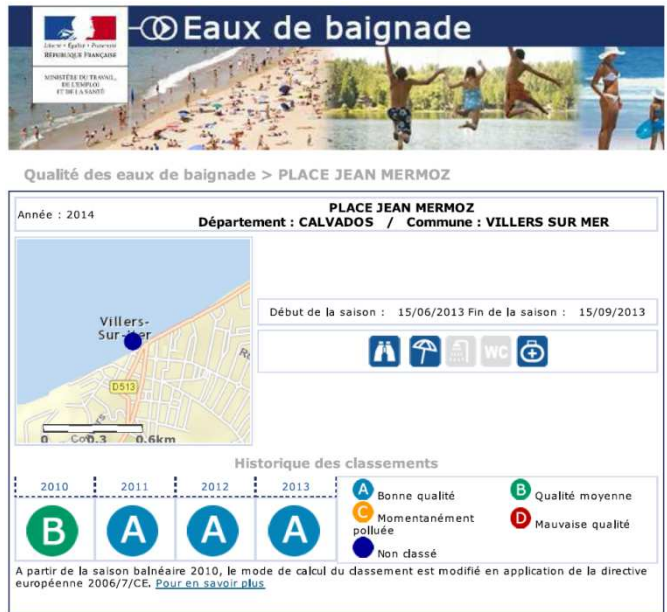 Eaux de baignade
Liberté • Égalité • Fraternité
RÉPUBLIQUE FRANÇAISE
MINISTÈRE DU TRAVAIL,
DE L'EMPLOI
ET DE LA SANTÉ
Qualité des eaux de baignade > PLACE JEAN MERMOZ
Année : 2014
PLACE JEAN MERMOZ
Département : CALVADOS / Commune : VILLERS SUR MER
Villers-
Sur-Mer
D513
0 0.3 0.6km
Début de la saison : 15/06/2013 Fin de la saison : 15/09/2013
WC
Historique des classements
2010 2011 2012 2013
B A A A
A Bonne qualité B Qualité moyenne
C Momentanément
polluée
D Mauvaise qualité
Non classé
A partir de la saison balnéaire 2010, le mode de calcul du classement est modifié en application de la directive
européenne 2006/7/CE. Pour en savoir plus